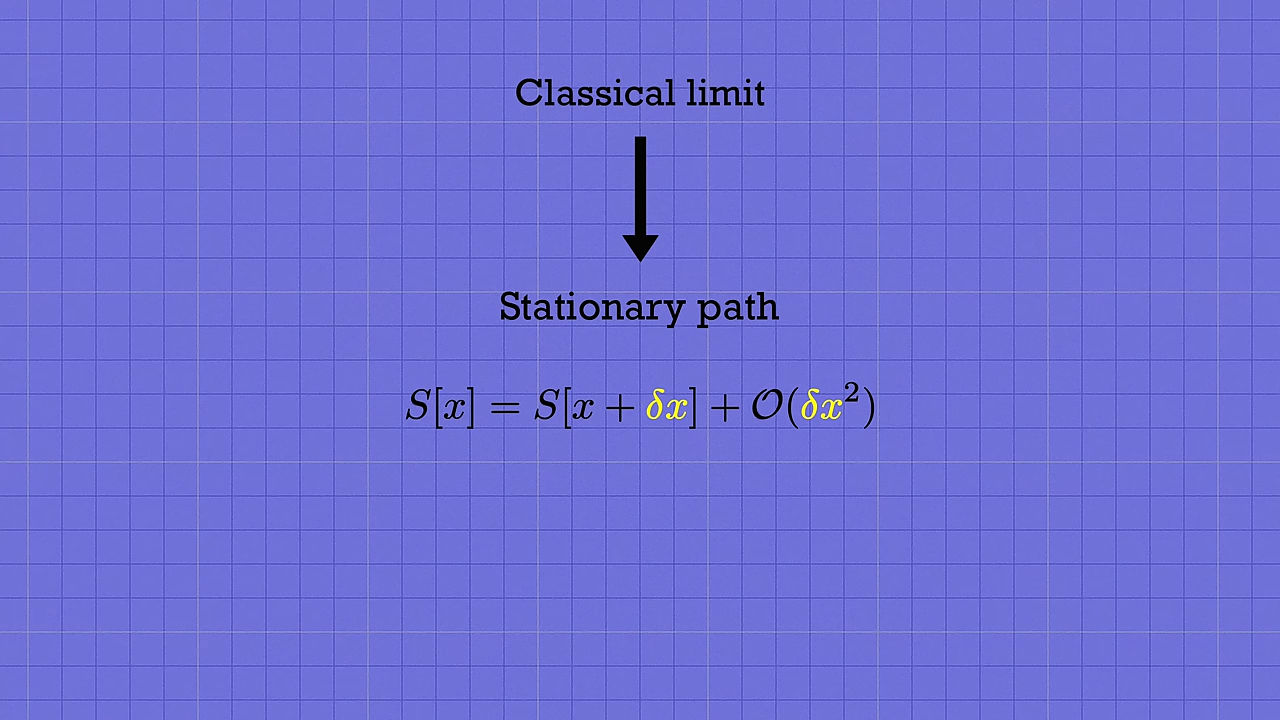 Classical limit
Stationary path
S[x] = S[x + δx] + 𝒪(δx²)